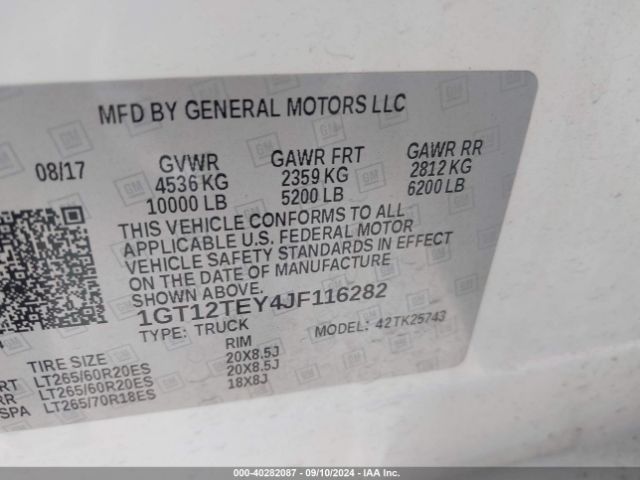 MFD BY GENERAL MOTORS LLC
08/17 GVWR GAWR FRT GAWR RR
4536 KG 2359 KG 2812 KG
10000 LB 5200 LB 6200 LB
THIS VEHICLE CONFORMS TO ALL
APPLICABLE U.S. FEDERAL MOTOR
VEHICLE SAFETY STANDARDS IN EFFECT
ON THE DATE OF MANUFACTURE
SHOWN ABOVE.
1GT12TEY4JF116282
TYPE: TRUCK MODEL: 42TK25743
TIRE SIZE RIM
RT LT265/60R20ES 20X8.5J
RR LT265/60R20ES 20X8.5J
SPA LT265/70R18ES 18X8J
000-40282087 - 09/10/2024 - IAA Inc.